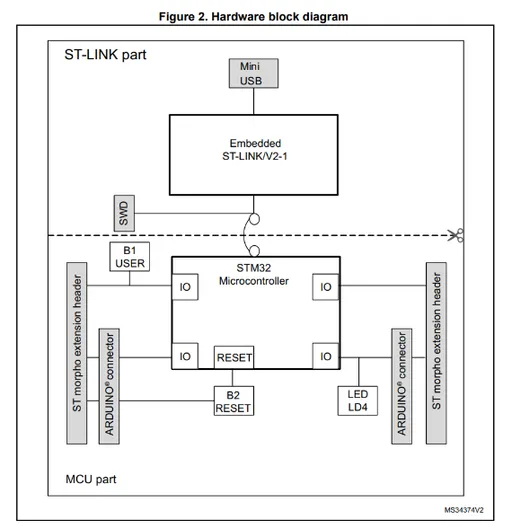 Figure 2. Hardware block diagram
ST-LINK part
Mini
USB
Embedded
ST-LINK/V2-1
SWD
B1
USER
STM32
Microcontroller
IO
IO
ST morpho extension header
ST morpho extension header
ARDUINO® connector
ARDUINO® connector
IO
RESET
IO
B2
RESET
LED
LD4
MCU part
MS34374V2